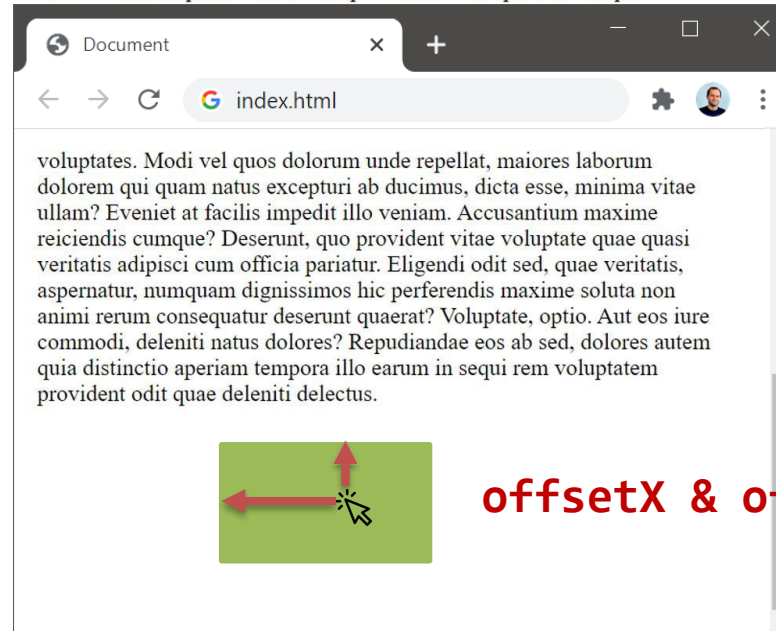 Document
index.html
voluptates. Modi vel quos dolorum unde repellat, maiores laborum
dolorem qui quam natus excepturi ab ducimus, dicta esse, minima vitae
ullam? Eveniet at facilis impedit illo veniam. Accusantium maxime
reiciendis cumque? Deserunt, quo provident vitae voluptate quae quasi
veritatis adipisci cum officia pariatur. Eligendi odit sed, quae veritatis,
aspernatur, numquam dignissimos hic perferendis maxime soluta non
animi rerum consequatur deserunt quaerat? Voluptate, optio. Aut eos iure
commodi, deleniti natus dolores? Repudiandae eos ab sed, dolores autem
quia distinctio aperiam tempora illo earum in sequi rem voluptatem
provident odit quae deleniti delectus.
offsetX &